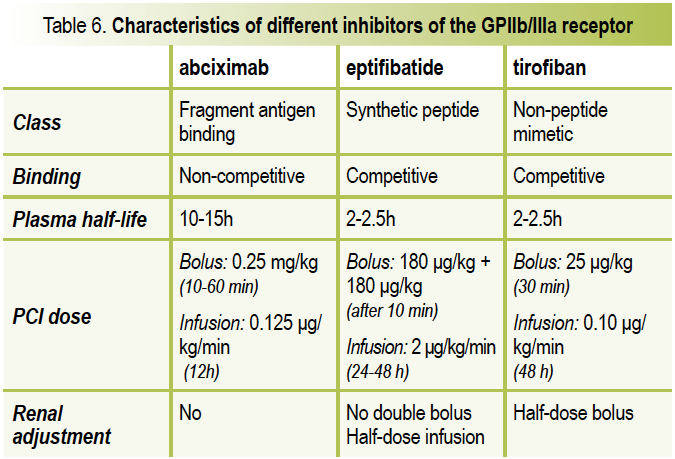 Table 6. Characteristics of different inhibitors of the GPIIb/IIIa receptor
abciximab
eptifibatide
tirofiban
Class
Fragment antigen
binding
Synthetic peptide
Non-peptide
mimetic
Binding
Non-competitive
Competitive
Competitive
Plasma half-life
10-15h
2-2.5h
2-2.5h
PCI dose
Bolus: 0.25 mg/kg
(10-60 min)
Infusion: 0.125 µg/
kg/min
(12h)
Bolus: 180 µg/kg +
180 µg/kg
(after 10 min)
Infusion: 2 µg/kg/min
(24-48 h)
Bolus: 25 µg/kg
(30 min)
Infusion: 0.10 µg/
kg/min
(48 h)
Renal
adjustment
No
No double bolus
Half-dose infusion
Half-dose bolus